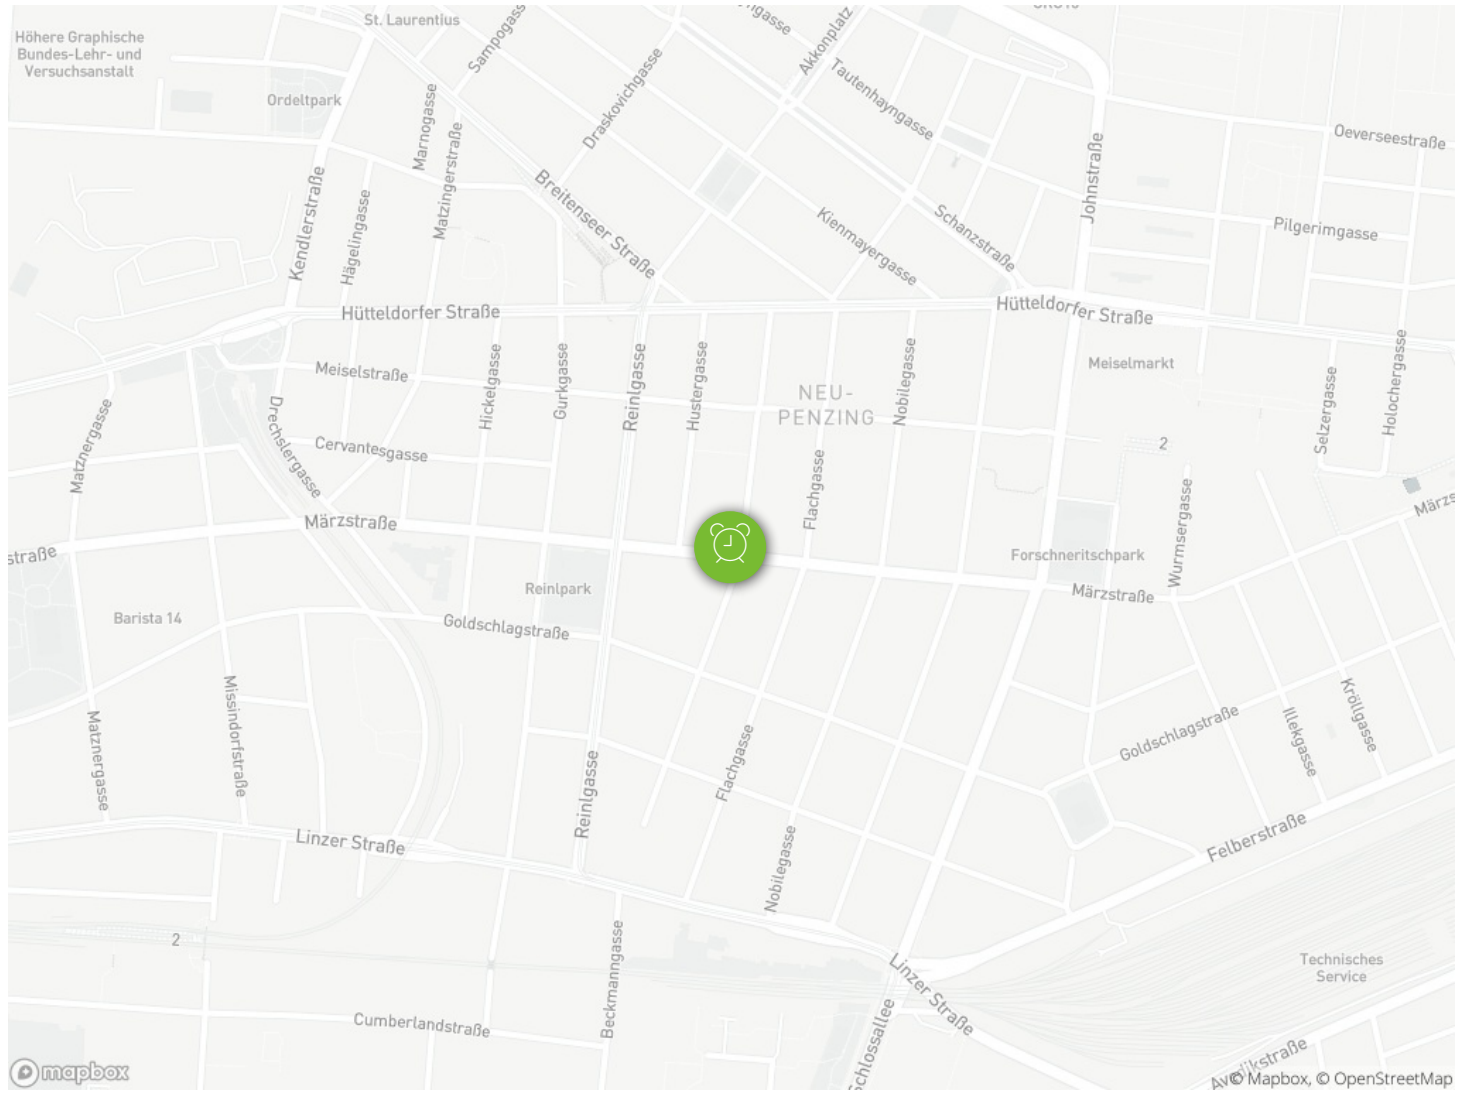 St. Laurentius
Höhere Graphische
Bundes-Lehr- und
Versuchsanstalt
Ordeltpark
Sampogasse
Akkonplatz
Tautenhayngasse
Draskovichgasse
Marnogasse
Matzingerstraße
Oeverseestraße
Johnstraße
Breitenseer Straße
Kendlerstraße
Hägelingasse
Kienmayergasse
Schanzstraße
Pilgerimgasse
Hütteldorfer Straße
Hütteldorfer Straße
Meiselmarkt
Meiselstraße
Hickelgasse
Gurkgasse
Reinlgasse
Hustergasse
NEU-
PENZING
Nobilegasse
Selzergasse
Holochergasse
Matznergasse
Drechslergasse
Cervantesgasse
Flachgasse
2
Wurmsergasse
Märzs
Märzstraße
straße
Forschneritschpark
Reinlpark
Märzstraße
Barista 14
Goldschlagstraße
Missindorfstraße
Matznergasse
Flachgasse
Reinlgasse
Goldschlagstraße
Illekgasse
Kröllgasse
Linzer Straße
Felberstraße
Nobilegasse
2
Beckmanngasse
Linzer Straße
Technisches
Service
Cumberlandstraße
Schlossallee
mapbox
© Mapbox, © OpenStreetMap